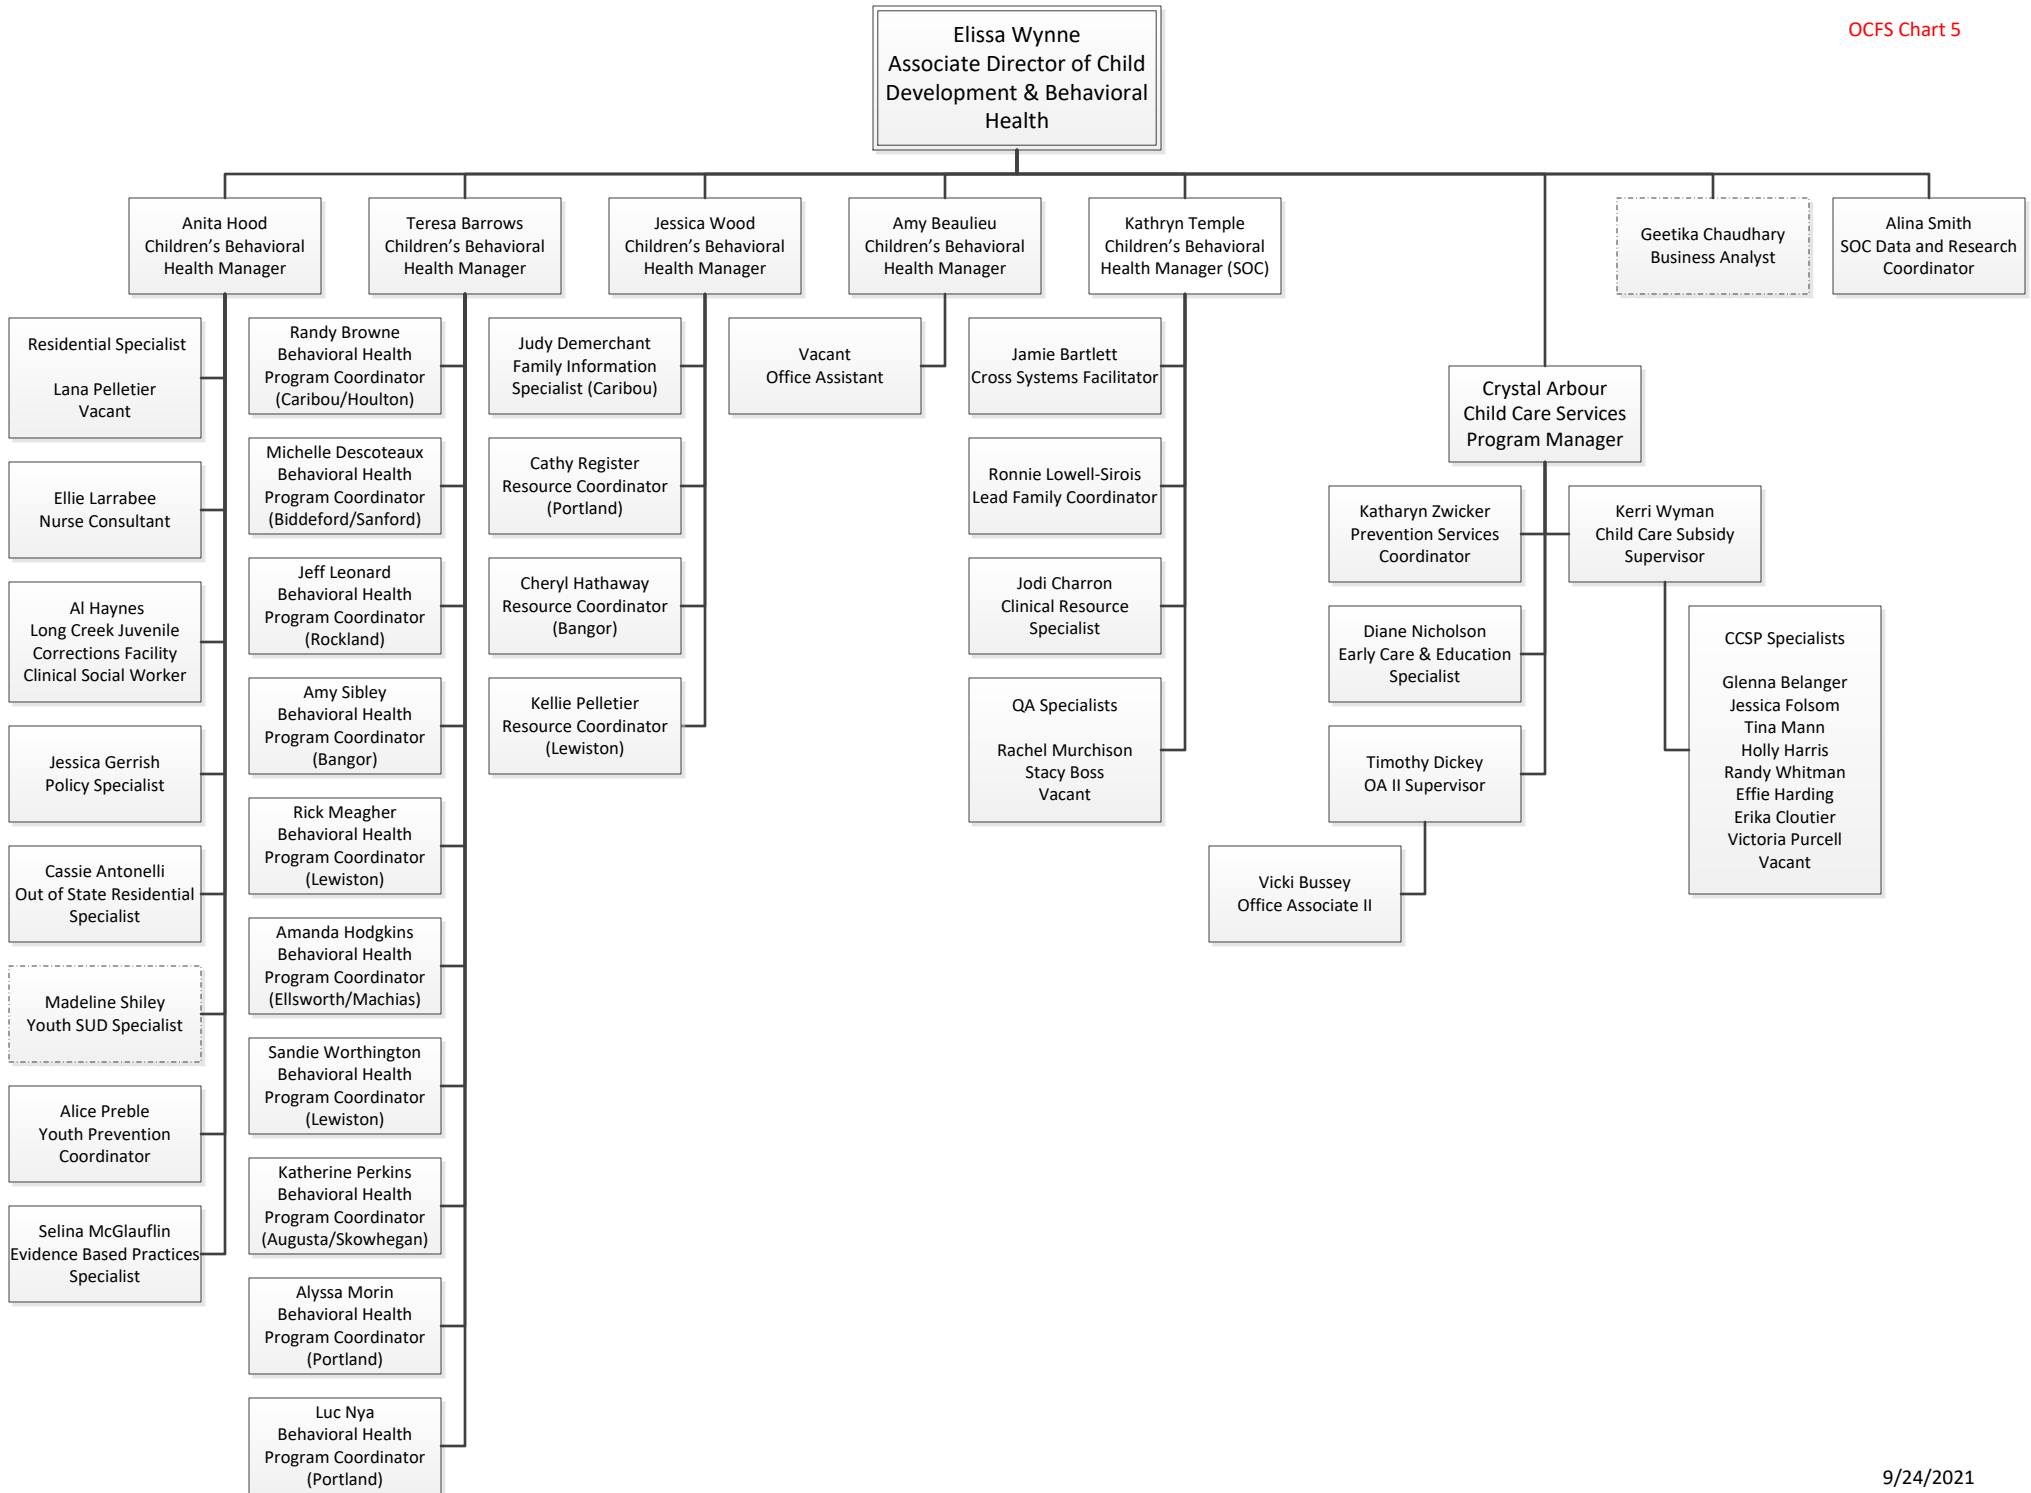 OCFS Chart 5
Elissa Wynne
Associate Director of Child
Development & Behavioral
Health
Anita Hood
Children’s Behavioral
Health Manager
Teresa Barrows
Children’s Behavioral
Health Manager
Jessica Wood
Children’s Behavioral
Health Manager
Amy Beaulieu
Children’s Behavioral
Health Manager
Kathryn Temple
Children’s Behavioral
Health Manager (SOC)
Crystal Arbour
Child Care Services
Program Manager
Geetika Chaudhary
Business Analyst
Alina Smith
SOC Data and Research
Coordinator
Residential Specialist
Lana Pelletier
Vacant
Ellie Larrabee
Nurse Consultant
Al Haynes
Long Creek Juvenile
Corrections Facility
Clinical Social Worker
Jessica Gerrish
Policy Specialist
Cassie Antonelli
Out of State Residential
Specialist
Madeline Shiley
Youth SUD Specialist
Alice Preble
Youth Prevention
Coordinator
Selina McGlauflin
Evidence Based Practices
Specialist
Randy Browne
Behavioral Health
Program Coordinator
(Caribou/Houlton)
Michelle Descoteaux
Behavioral Health
Program Coordinator
(Biddeford/Sanford)
Jeff Leonard
Behavioral Health
Program Coordinator
(Rockland)
Amy Sibley
Behavioral Health
Program Coordinator
(Bangor)
Rick Meagher
Behavioral Health
Program Coordinator
(Lewiston)
Amanda Hodgkins
Behavioral Health
Program Coordinator
(Ellsworth/Machias)
Sandie Worthington
Behavioral Health
Program Coordinator
(Lewiston)
Katherine Perkins
Behavioral Health
Program Coordinator
(Augusta/Skowhegan)
Alyssa Morin
Behavioral Health
Program Coordinator
(Portland)
Luc Nya
Behavioral Health
Program Coordinator
(Portland)
Judy Demerchant
Family Information
Specialist (Caribou)
Cathy Register
Resource Coordinator
(Portland)
Cheryl Hathaway
Resource Coordinator
(Bangor)
Kellie Pelletier
Resource Coordinator
(Lewiston)
Vacant
Office Assistant
Jamie Bartlett
Cross Systems Facilitator
Ronnie Lowell-Sirois
Lead Family Coordinator
Jodi Charron
Clinical Resource
Specialist
QA Specialists
Rachel Murchison
Stacy Boss
Vacant
Katharyn Zwicker
Prevention Services
Coordinator
Kerri Wyman
Child Care Subsidy
Supervisor
Diane Nicholson
Early Care & Education
Specialist
Timothy Dickey
OA II Supervisor
Vicki Bussey
Office Associate II
CCSP Specialists
Glenna Belanger
Jessica Folsom
Tina Mann
Holly Harris
Randy Whitman
Effie Harding
Erika Cloutier
Victoria Purcell
Vacant
9/24/2021